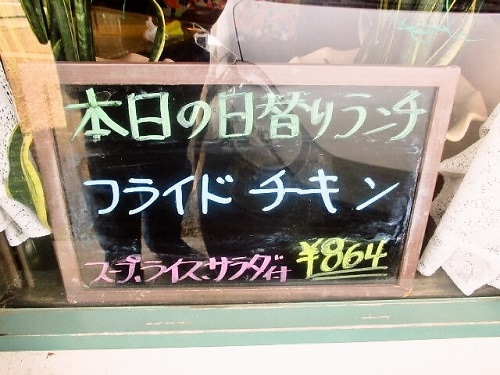 本日の日替りランチ
フライド チキン
スープ、ライス、サラダ付 ¥864